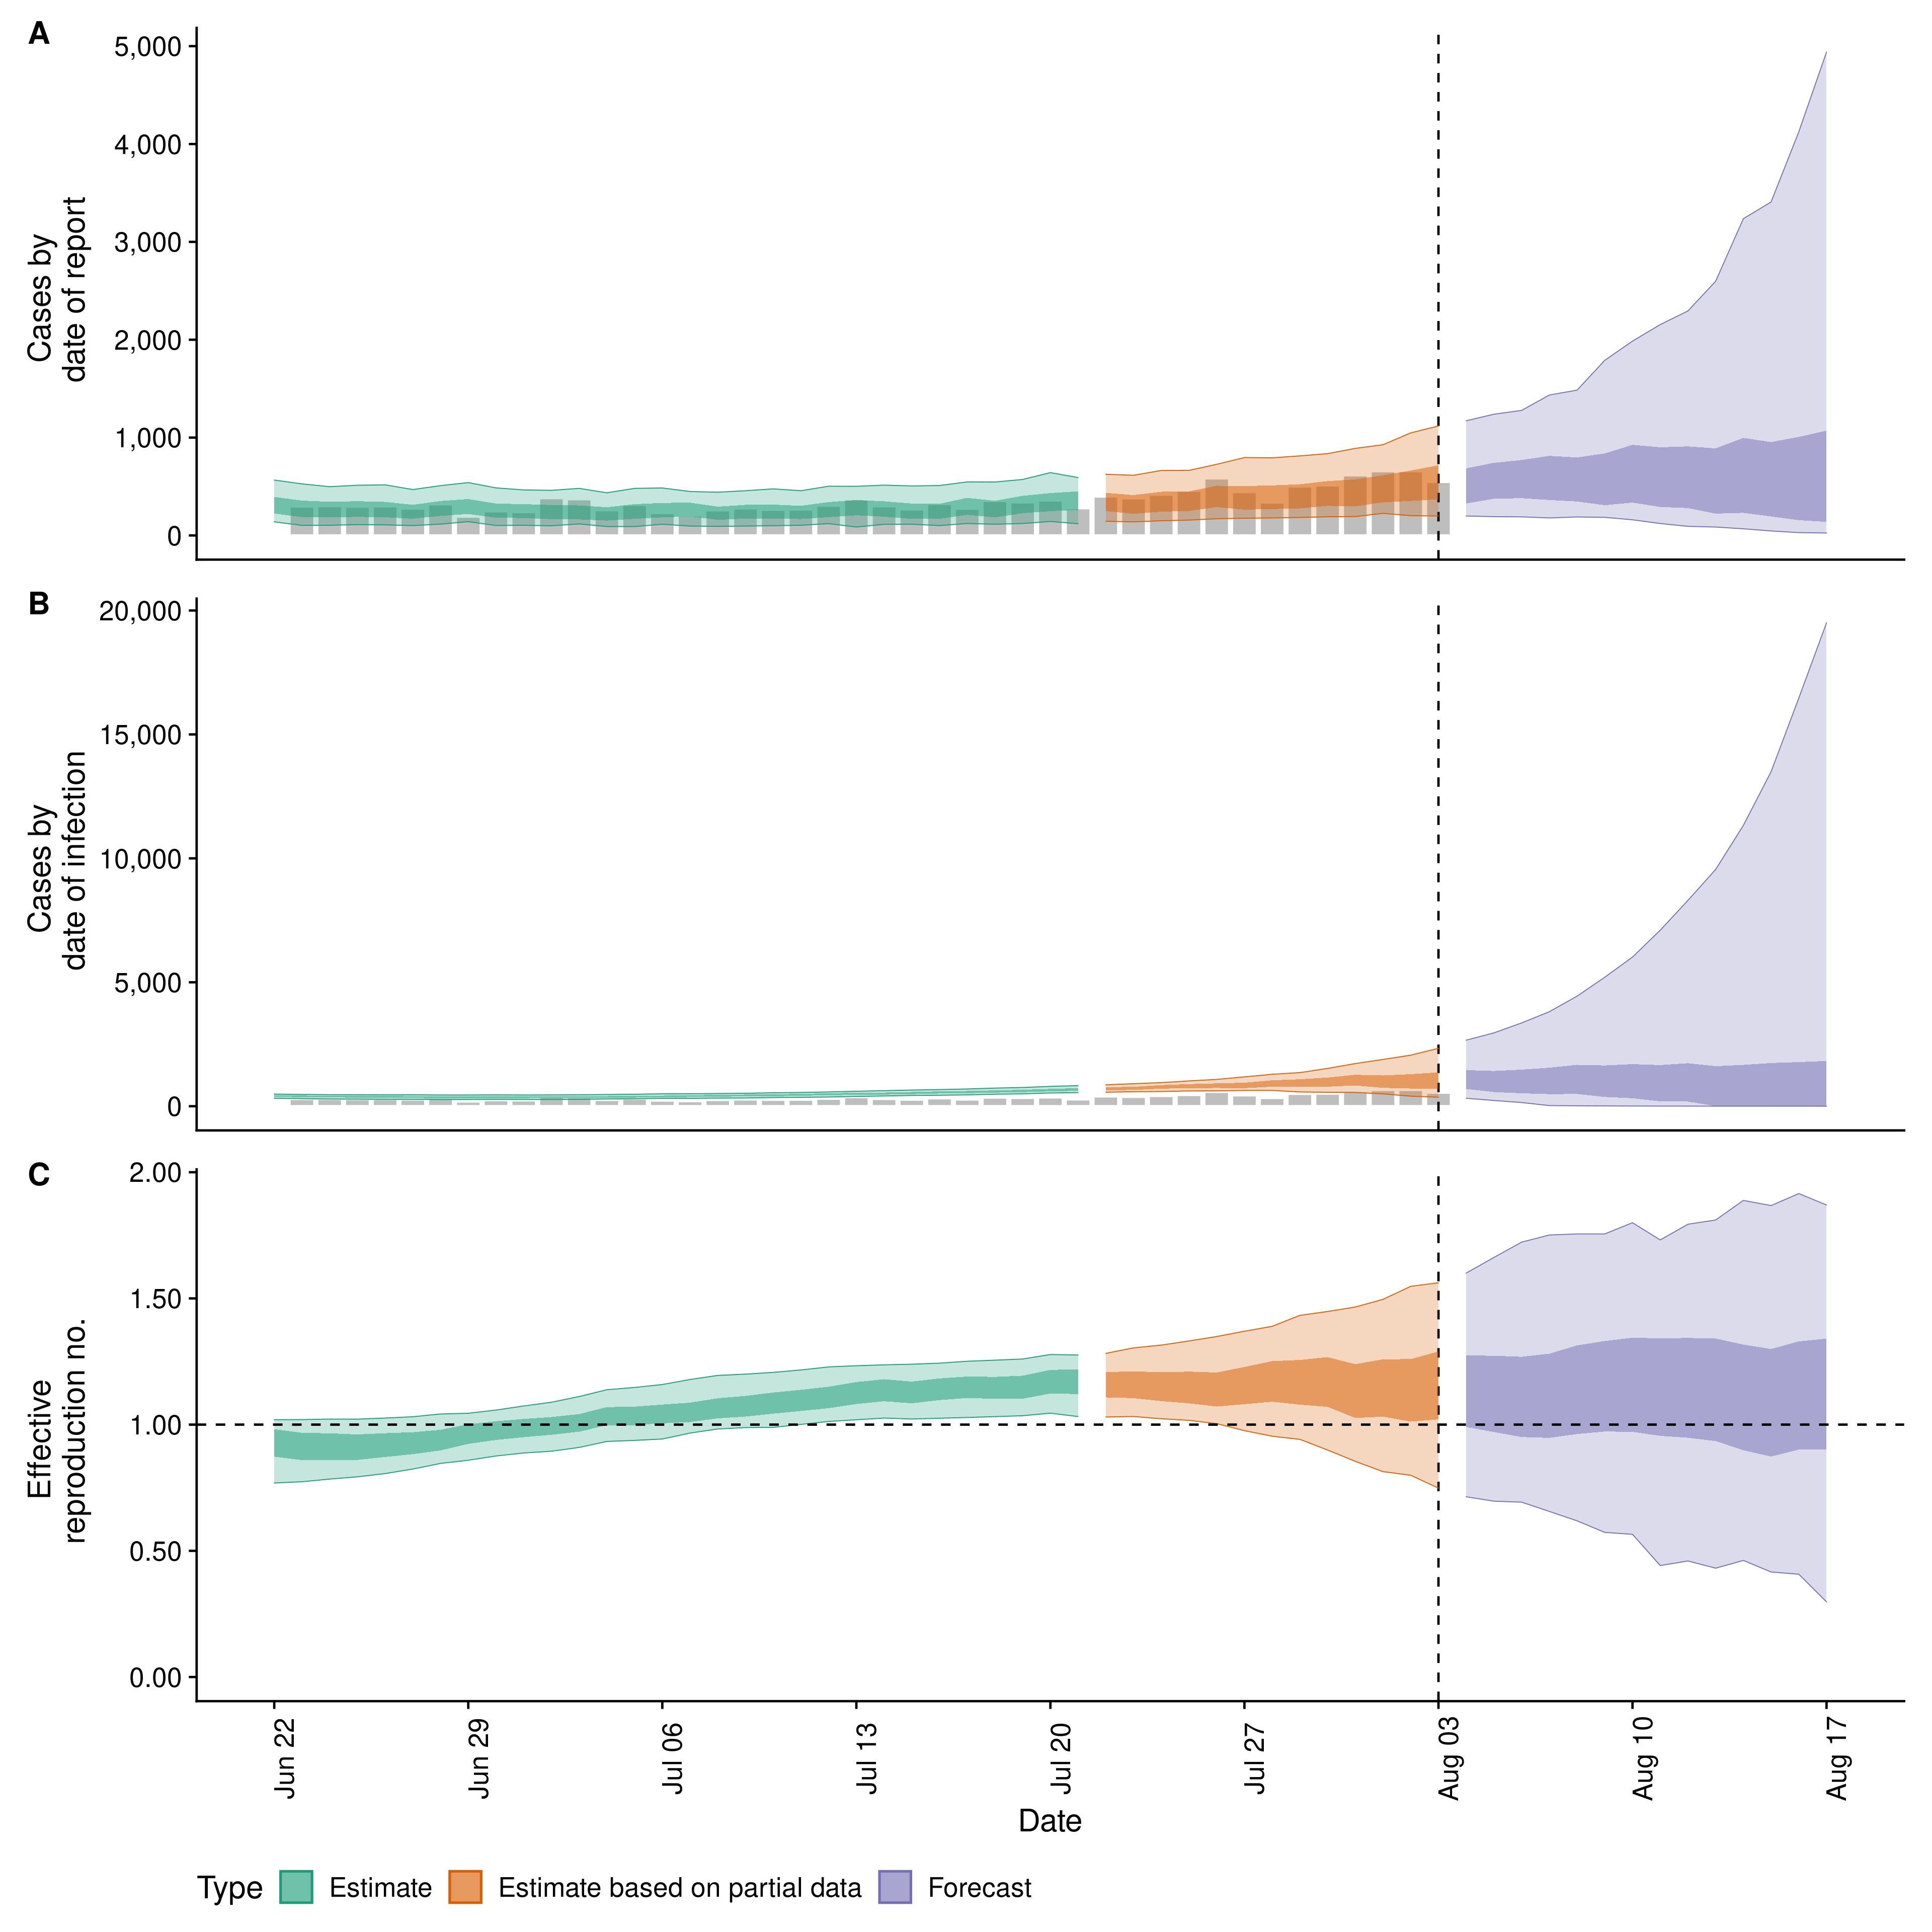 A
5,000
4,000
3,000
2,000
1,000
0
Cases by
date of report
B
20,000
15,000
10,000
5,000
0
Cases by
date of infection
C
2.00
1.50
1.00
0.50
0.00
Effective
reproduction no.
Jun 22
Jun 29
Jul 06
Jul 13
Jul 20
Jul 27
Aug 03
Aug 10
Aug 17
Date
Type Estimate Estimate based on partial data Forecast